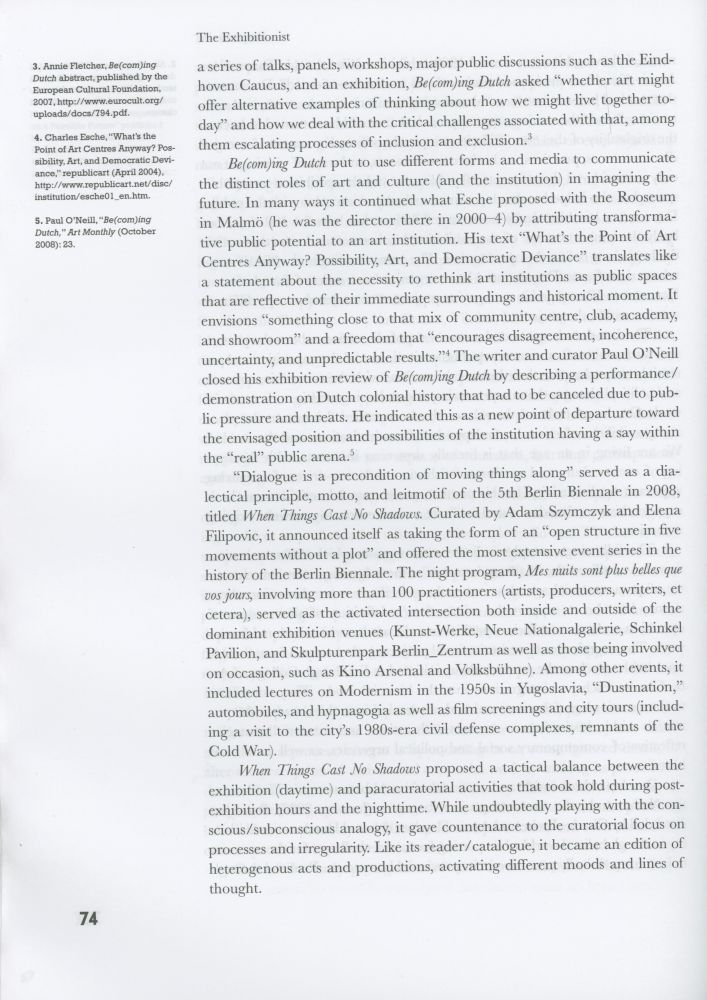 The Exhibitionist
3. Annie Fletcher, Be(com)ing
Dutch abstract, published by the
European Cultural Foundation,
2007, http://www.eurocult.org/
uploads/docs/794.pdf.
4. Charles Esche, "What's the
Point of Art Centres Anyway? Pos-
sibility, Art, and Democratic Devi-
ance," republicart (April 2004),
http://www.republicart.net/disc/
institution/esche01_en.htm.
5. Paul O'Neill, "Be(com)ing
Dutch," Art Monthly (October
2008): 23.
a series of talks, panels, workshops, major public discussions such as the Eind-
hoven Caucus, and an exhibition, Be(com)ing Dutch asked "whether art might
offer alternative examples of thinking about how we might live together to-
day" and how we deal with the critical challenges associated with that, among
them escalating processes of inclusion and exclusion.³
Be(com)ing Dutch put to use different forms and media to communicate
the distinct roles of art and culture (and the institution) in imagining the
future. In many ways it continued what Esche proposed with the Rooseum
in Malmö (he was the director there in 2000–4) by attributing transforma-
tive public potential to an art institution. His text "What's the Point of Art
Centres Anyway? Possibility, Art, and Democratic Deviance" translates like
a statement about the necessity to rethink art institutions as public spaces
that are reflective of their immediate surroundings and historical moment. It
envisions "something close to that mix of community centre, club, academy,
and showroom" and a freedom that "encourages disagreement, incoherence,
uncertainty, and unpredictable results."⁴ The writer and curator Paul O'Neill
closed his exhibition review of Be(com)ing Dutch by describing a performance/
demonstration on Dutch colonial history that had to be canceled due to pub-
lic pressure and threats. He indicated this as a new point of departure toward
the envisaged position and possibilities of the institution having a say within
the "real" public arena.⁵
"Dialogue is a precondition of moving things along" served as a dia-
lectical principle, motto, and leitmotif of the 5th Berlin Biennale in 2008,
titled When Things Cast No Shadows. Curated by Adam Szymczyk and Elena
Filipovic, it announced itself as taking the form of an "open structure in five
movements without a plot" and offered the most extensive event series in the
history of the Berlin Biennale. The night program, Mes nuits sont plus belles que
vos jours, involving more than 100 practitioners (artists, producers, writers, et
cetera), served as the activated intersection both inside and outside of the
dominant exhibition venues (Kunst-Werke, Neue Nationalgalerie, Schinkel
Pavilion, and Skulpturenpark Berlin_Zentrum as well as those being involved
on occasion, such as Kino Arsenal and Volksbühne). Among other events, it
included lectures on Modernism in the 1950s in Yugoslavia, "Dustination,"
automobiles, and hypnagogia as well as film screenings and city tours (includ-
ing a visit to the city's 1980s-era civil defense complexes, remnants of the
Cold War).
When Things Cast No Shadows proposed a tactical balance between the
exhibition (daytime) and paracuratorial activities that took hold during post-
exhibition hours and the nighttime. While undoubtedly playing with the con-
scious/subconscious analogy, it gave countenance to the curatorial focus on
processes and irregularity. Like its reader/catalogue, it became an edition of
heterogenous acts and productions, activating different moods and lines of
thought.
74